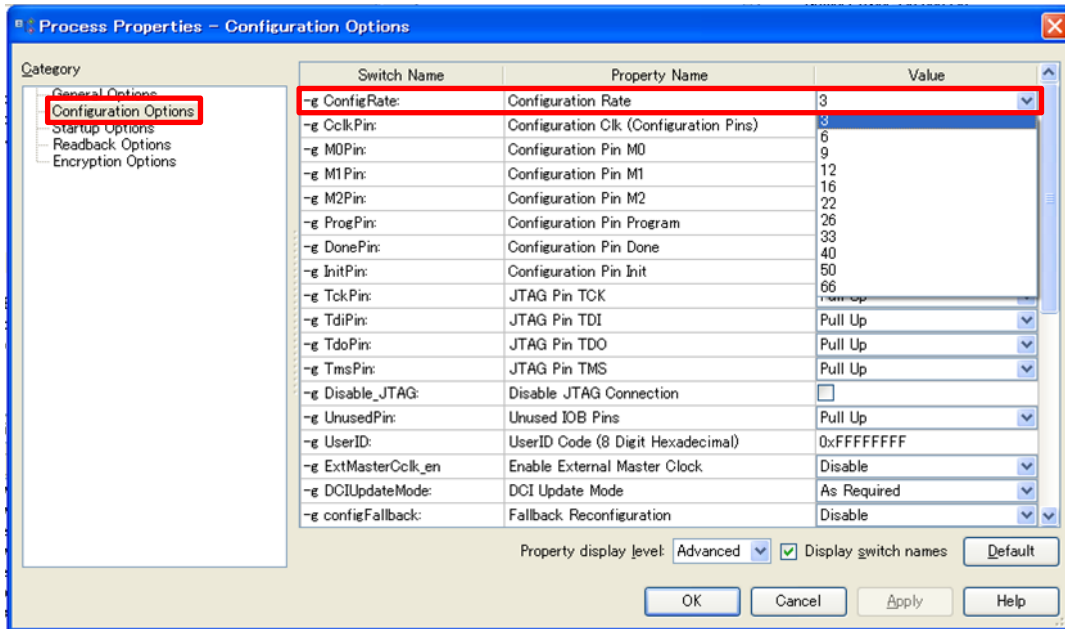 Process Properties - Configuration Options
Category
General Options
Configuration Options
Startup Options
Readback Options
Encryption Options
Switch Name Property Name Value
-g ConfigRate: Configuration Rate 3
-g CclkPin: Configuration Clk (Configuration Pins) 3
6
-g M0Pin: Configuration Pin M0 9
-g M1Pin: Configuration Pin M1 12
16
-g M2Pin: Configuration Pin M2 22
-g ProgPin: Configuration Pin Program 26
33
-g DonePin: Configuration Pin Done 40
-g InitPin: Configuration Pin Init 50
66
-g TckPin: JTAG Pin TCK Pull Up
-g TdiPin: JTAG Pin TDI Pull Up
-g TdoPin: JTAG Pin TDO Pull Up
-g TmsPin: JTAG Pin TMS Pull Up
-g Disable_JTAG: Disable JTAG Connection
-g UnusedPin: Unused IOB Pins Pull Up
-g UserID: UserID Code (8 Digit Hexadecimal) 0xFFFFFFFF
-g ExtMasterCclk_en Enable External Master Clock Disable
-g DCIUpdateMode: DCI Update Mode As Required
-g configFallback: Fallback Reconfiguration Disable
Property display level: Advanced Display switch names Default
OK Cancel Apply Help